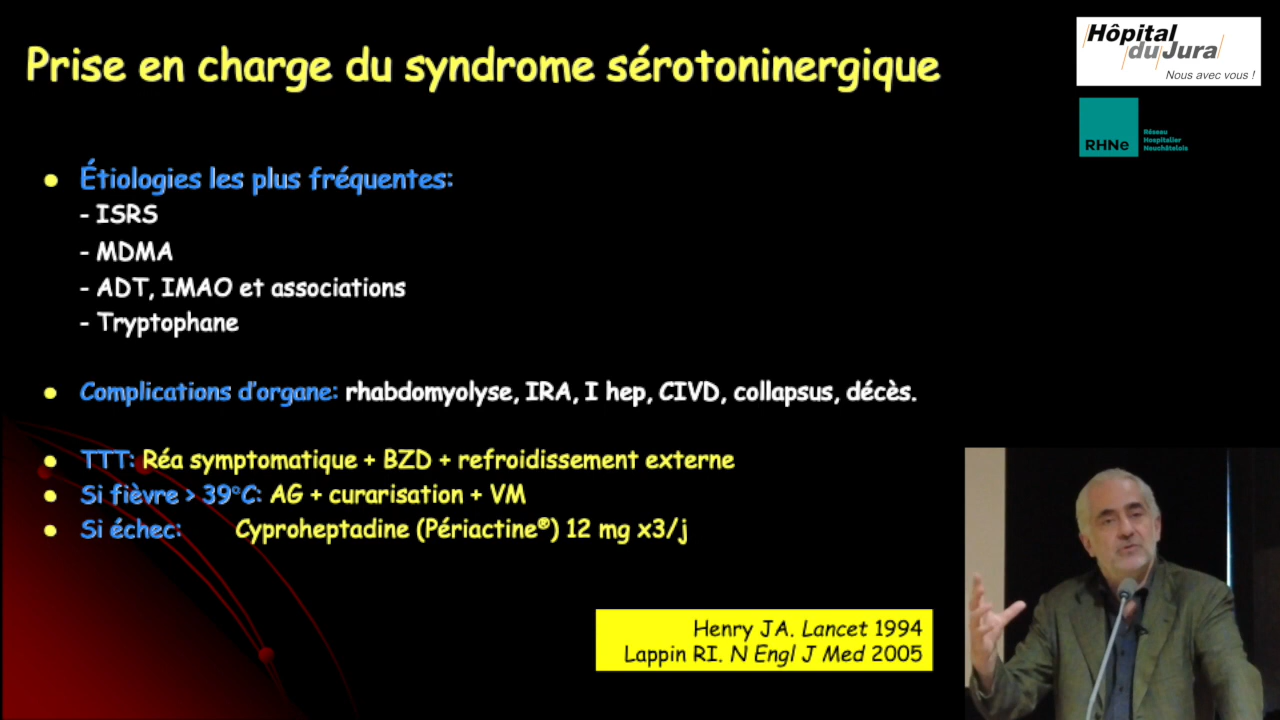 Prise en charge du syndrome sérotoninergique
Hôpital
du Jura
Nous avec vous !
RHNe
Réseau
Hospitalier
Neuchâtelois
● Étiologies les plus fréquentes:
- ISRS
- MDMA
- ADT, IMAO et associations
- Tryptophane
● Complications d'organe: rhabdomyolyse, IRA, I hep, CIVD, collapsus, décès.
● TTT: Réa symptomatique + BZD + refroidissement externe
● Si fièvre > 39°C: AG + curarisation + VM
● Si échec: Cyproheptadine (Périactine®) 12 mg x3/j
Henry JA. Lancet 1994
Lappin RI. N Engl J Med 2005